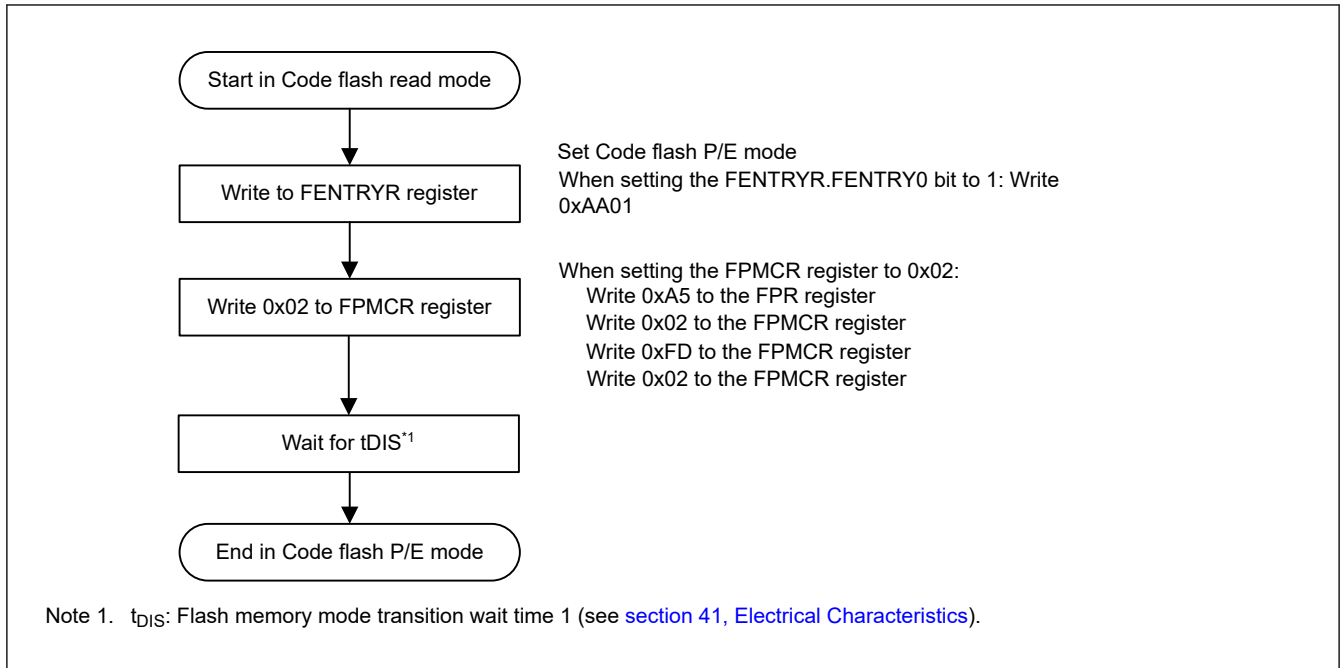 Start in Code flash read mode
Set Code flash P/E mode
When setting the FENTRYR.FENTRY0 bit to 1: Write
0xAA01
Write to FENTRYR register
When setting the FPMCR register to 0x02:
Write 0xA5 to the FPR register
Write 0x02 to the FPMCR register
Write 0xFD to the FPMCR register
Write 0x02 to the FPMCR register
Write 0x02 to FPMCR register
Wait for tDIS*1
End in Code flash P/E mode
Note 1. tDIS: Flash memory mode transition wait time 1 (see section 41, Electrical Characteristics).